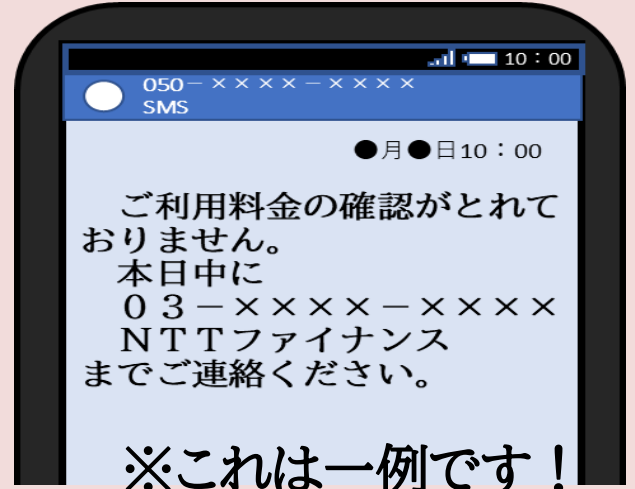 10：00
050－××××－××××
SMS
●月●日10：00
ご利用料金の確認がとれて
おりません。
本日中に
０３－××××－××××
ＮＴＴファイナンス
までご連絡ください。
※これは一例です！